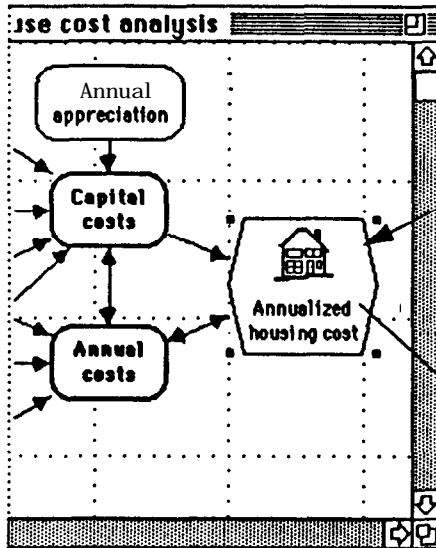 use cost analysis
Annual
appreciation
Capital
costs
Annualized
housing cost
Annual
costs